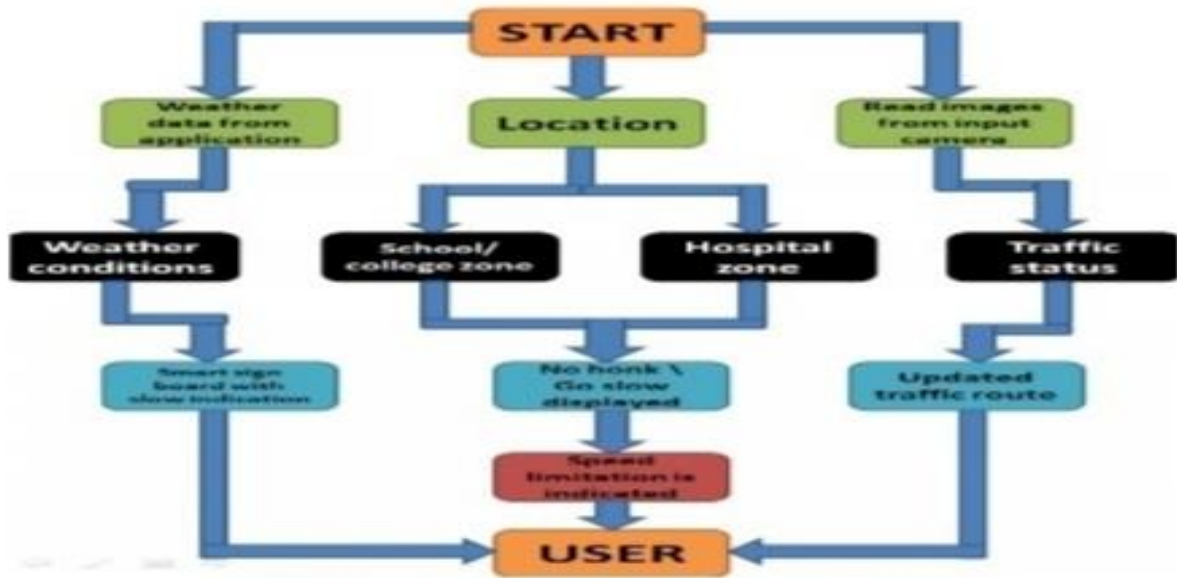 START
Weather
data from
application
Location
Read images
from input
camera
Weather
conditions
School/
college zone
Hospital
zone
Traffic
status
Smart sign
board with
slow indication
No honk \
Go slow
displayed
Updated
traffic route
Speed
limitation is
indicated
USER